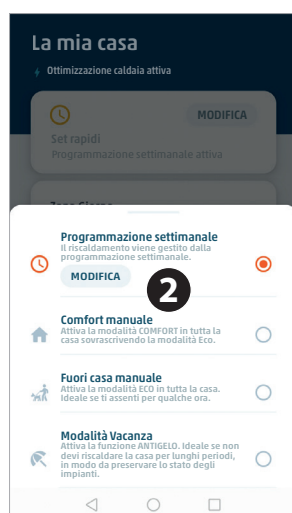 La mia casa
Ottimizzazione caldaia attiva
MODIFICA
Set rapidi
Programmazione settimanale attiva
Zona Giorno
Programmazione settimanale
Il riscaldamento viene gestito dalla
programmazione settimanale.
MODIFICA
2
Comfort manuale
Attiva la modalità COMFORT in tutta la
casa sovrascrivendo la modalità Eco.
Fuori casa manuale
Attiva la modalità ECO in tutta la casa.
Ideale se ti assenti per qualche ora.
Modalità Vacanza
Attiva la funzione ANTIGELO. Ideale se non
devi riscaldare la casa per lunghi periodi,
in modo da preservare lo stato degli
impianti.